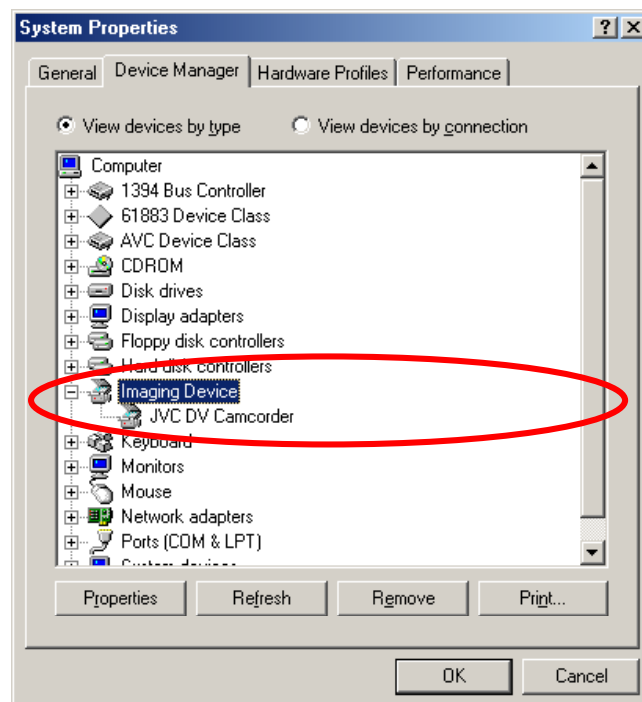 System Properties
General Device Manager Hardware Profiles Performance
View devices by type View devices by connection
Computer
1394 Bus Controller
61883 Device Class
AVC Device Class
CDROM
Disk drives
Display adapters
Floppy disk controllers
Hard disk controllers
Imaging Device
JVC DV Camcorder
Keyboard
Monitors
Mouse
Network adapters
Ports (COM & LPT)
System devices
Properties Refresh Remove Print...
OK Cancel